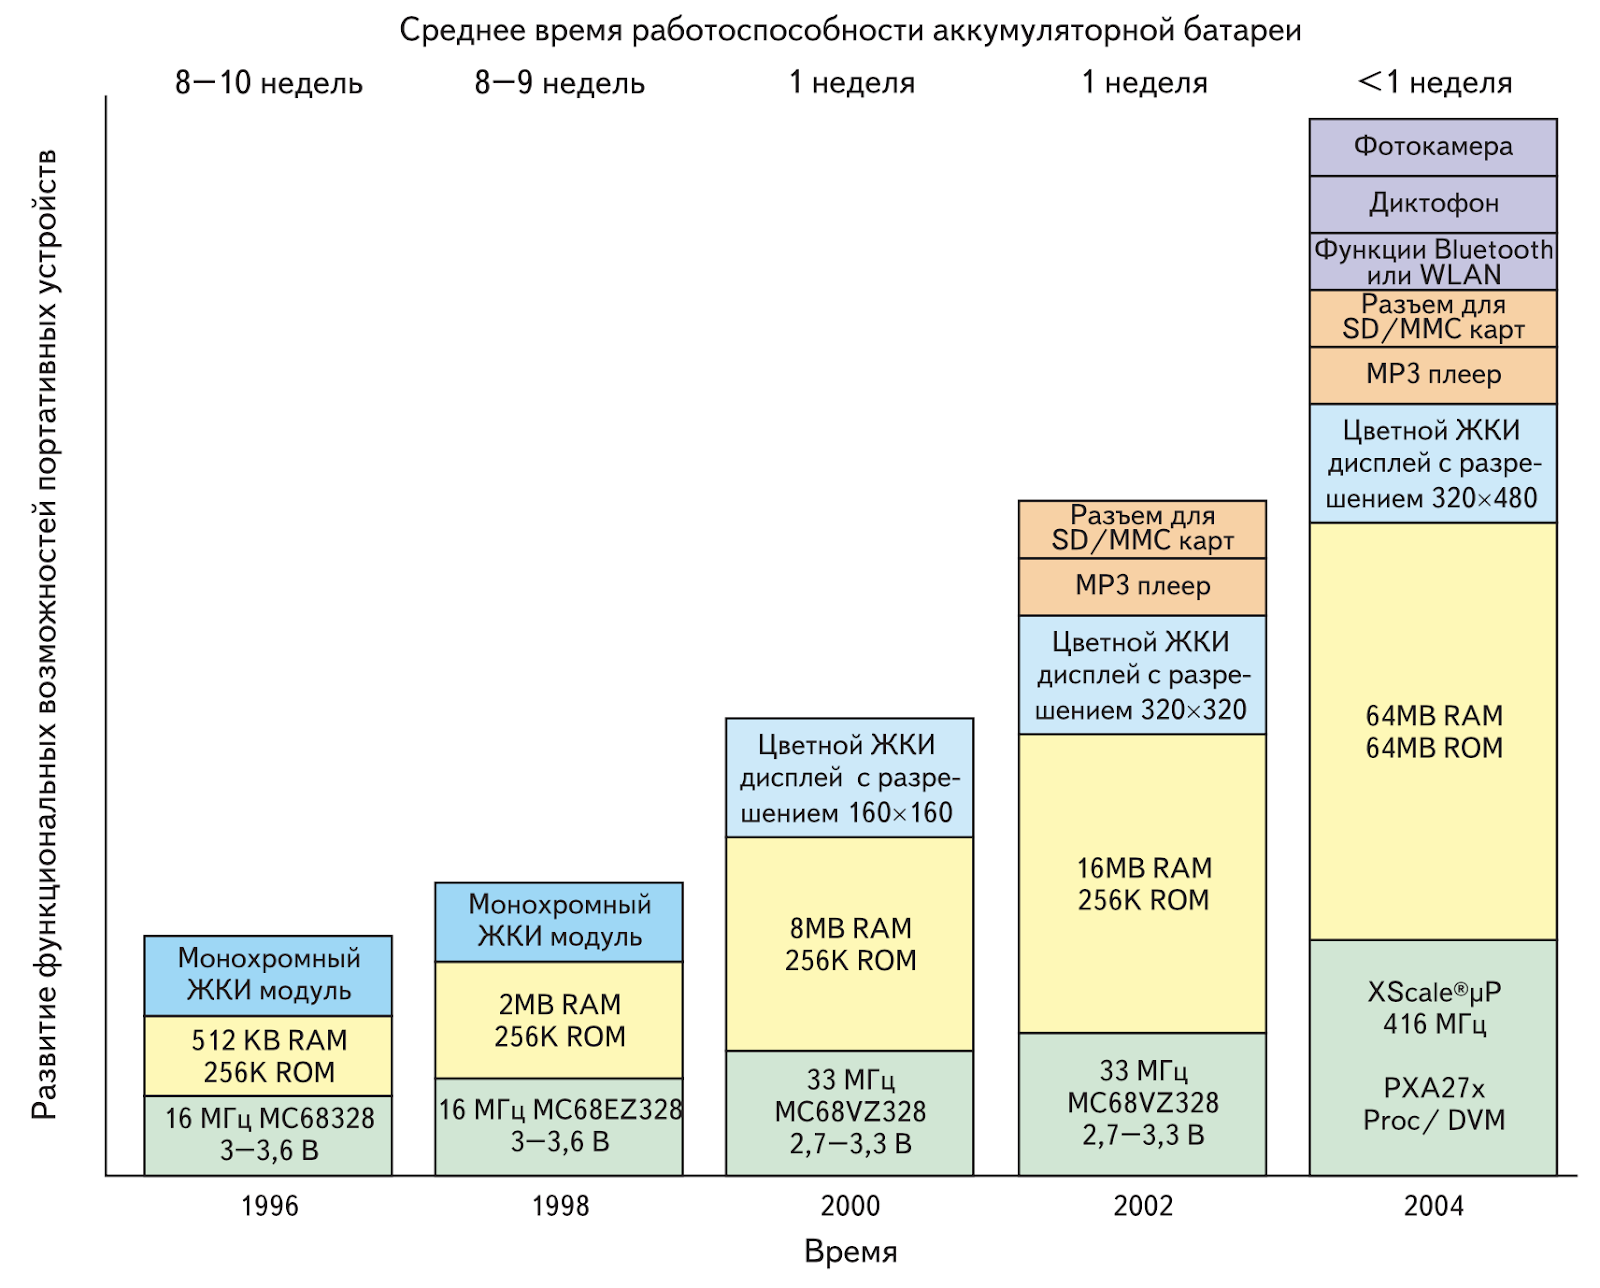 Среднее время работоспособности аккумуляторной батареи
8—10 недель
8—9 недель
1 неделя
1 неделя
<1 неделя
Развитие функциональных возможностей портативных устройств
Монохромный
ЖКИ модуль
512 KB RAM
256K ROM
16 МГц MC68328
3—3,6 В
Монохромный
ЖКИ модуль
2MB RAM
256K ROM
16 МГц MC68EZ328
3—3,6 В
Цветной ЖКИ
дисплей с разре-
шением 160×160
8MB RAM
256K ROM
33 МГц
MC68VZ328
2,7—3,3 В
Разъем для
SD/MMC карт
MP3 плеер
Цветной ЖКИ
дисплей с разре-
шением 320×320
16MB RAM
256K ROM
33 МГц
MC68VZ328
2,7—3,3 В
Фотокамера
Диктофон
Функции Bluetooth
или WLAN
Разъем для
SD/MMC карт
MP3 плеер
Цветной ЖКИ
дисплей с разре-
шением 320×480
64MB RAM
64MB ROM
XScale®µP
416 МГц
PXA27x
Proc/ DVM
1996
1998
2000
2002
2004
Время